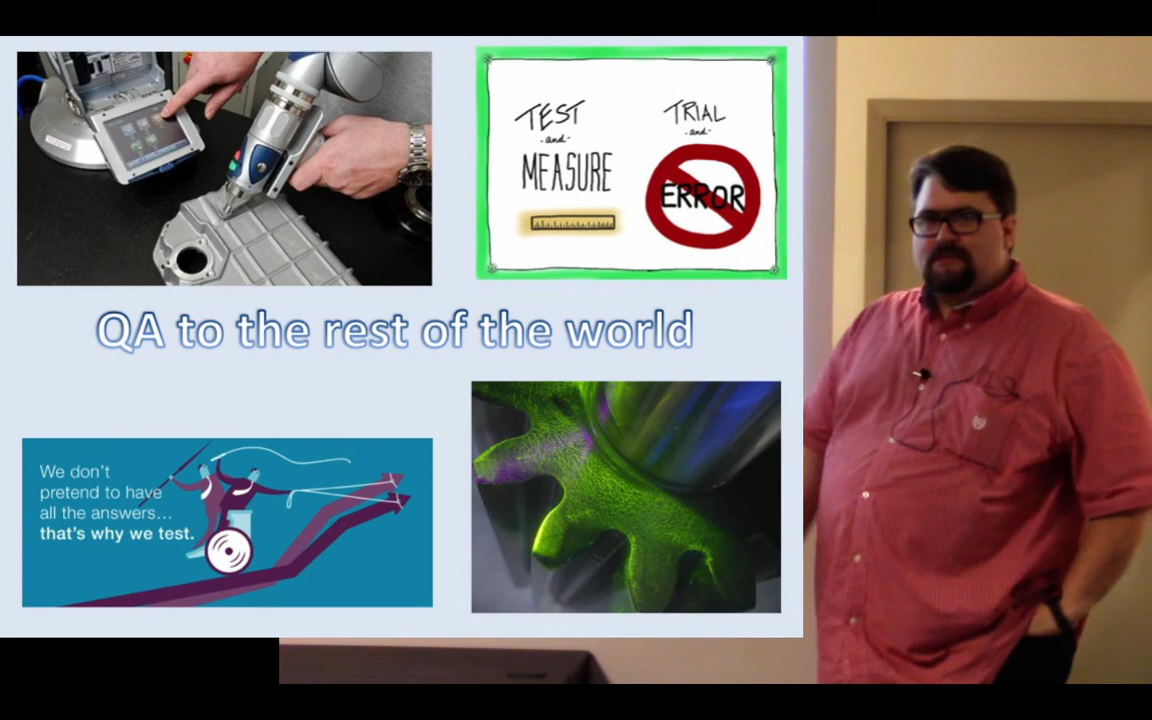 TEST
-and-
MEASURE
TRIAL
-and-
ERROR
QA to the rest of the world
We don't
pretend to have
all the answers...
that's why we test.